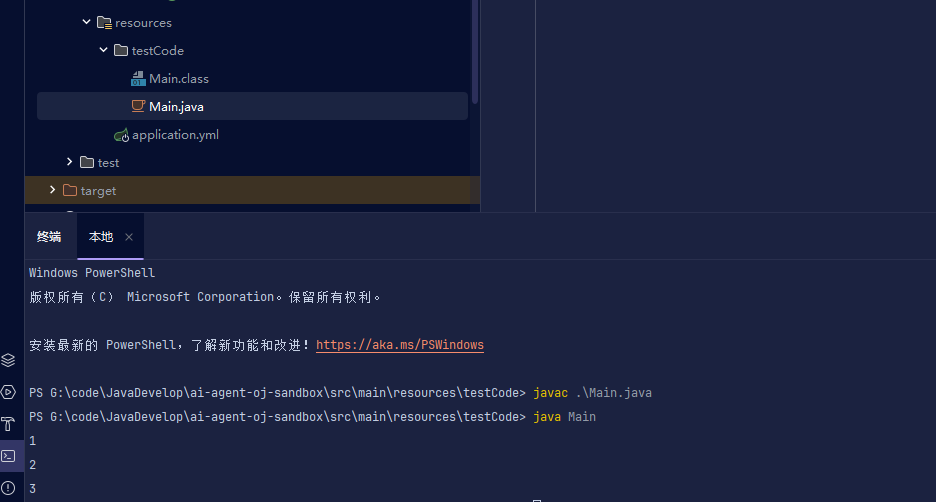 resources
testCode
Main.class
Main.java
application.yml
test
target
终端
本地
Windows PowerShell
版权所有（C） Microsoft Corporation。保留所有权利。
安装最新的 PowerShell，了解新功能和改进！https://aka.ms/PSWindows
PS G:\code\JavaDevelop\ai-agent-oj-sandbox\src\main\resources\testCode> javac .\Main.java
PS G:\code\JavaDevelop\ai-agent-oj-sandbox\src\main\resources\testCode> java Main
1
2
3